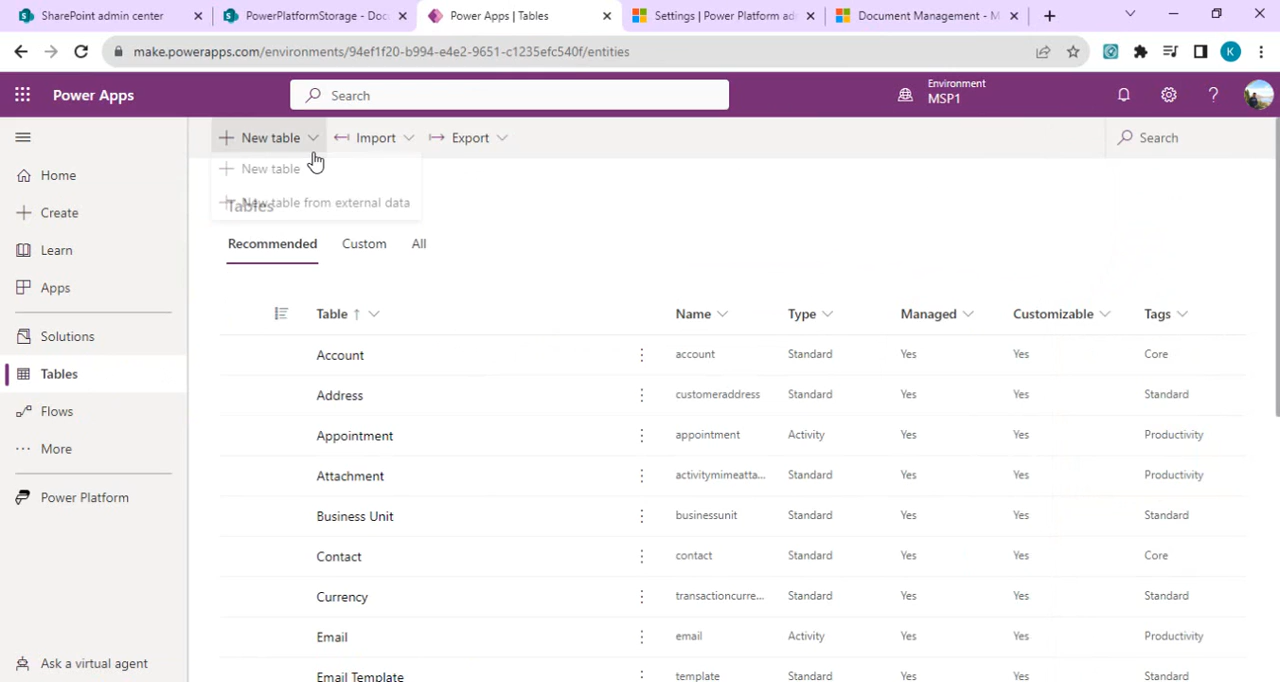 SharePoint admin center
PowerPlatformStorage - Doc
Power Apps | Tables
Settings | Power Platform ad
Document Management - M
make.powerapps.com/environments/94ef1f20-b994-e4e2-9651-c1235efc540f/entities
K
Power Apps
Search
Environment
MSP1
New table
Import
Export
Search
New table
New table from external data
Tables
Home
Create
Learn
Apps
Solutions
Tables
Flows
More
Power Platform
Ask a virtual agent
Recommended Custom All
Table Name Type Managed Customizable Tags
Account account Standard Yes Yes Core
Address customeraddress Standard Yes Yes Standard
Appointment appointment Activity Yes Yes Productivity
Attachment activitymimeatta... Standard Yes Yes Productivity
Business Unit businessunit Standard Yes Yes Standard
Contact contact Standard Yes Yes Core
Currency transactioncurre... Standard Yes Yes Standard
Email email Activity Yes Yes Productivity
Email Template template Standard Yes Yes Standard